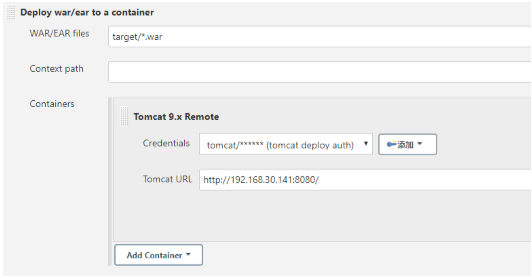 Deploy war/ear to a container
WAR/EAR files
target/*.war
Context path
Containers
Tomcat 9.x Remote
Credentials
tomcat/****** (tomcat deploy auth)
添加
Tomcat URL
http://192.168.30.141:8080/
Add Container